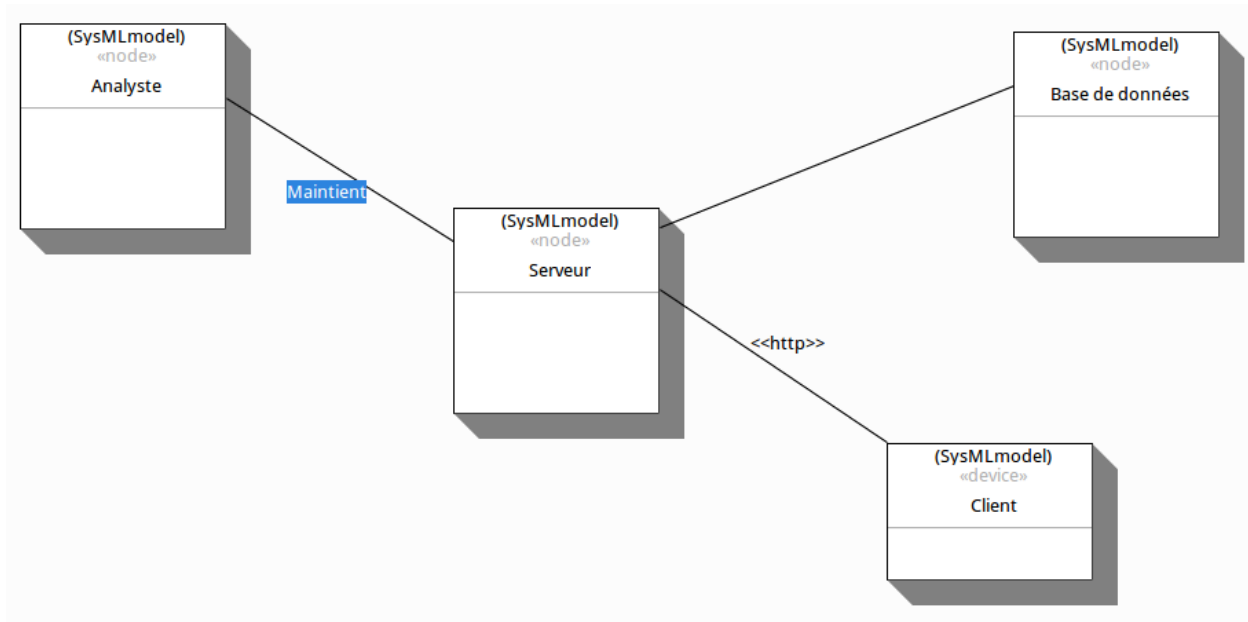 (SysMLmodel)
«node»
Analyste
(SysMLmodel)
«node»
Base de données
Maintient
(SysMLmodel)
«node»
Serveur
<<http>>
(SysMLmodel)
«device»
Client